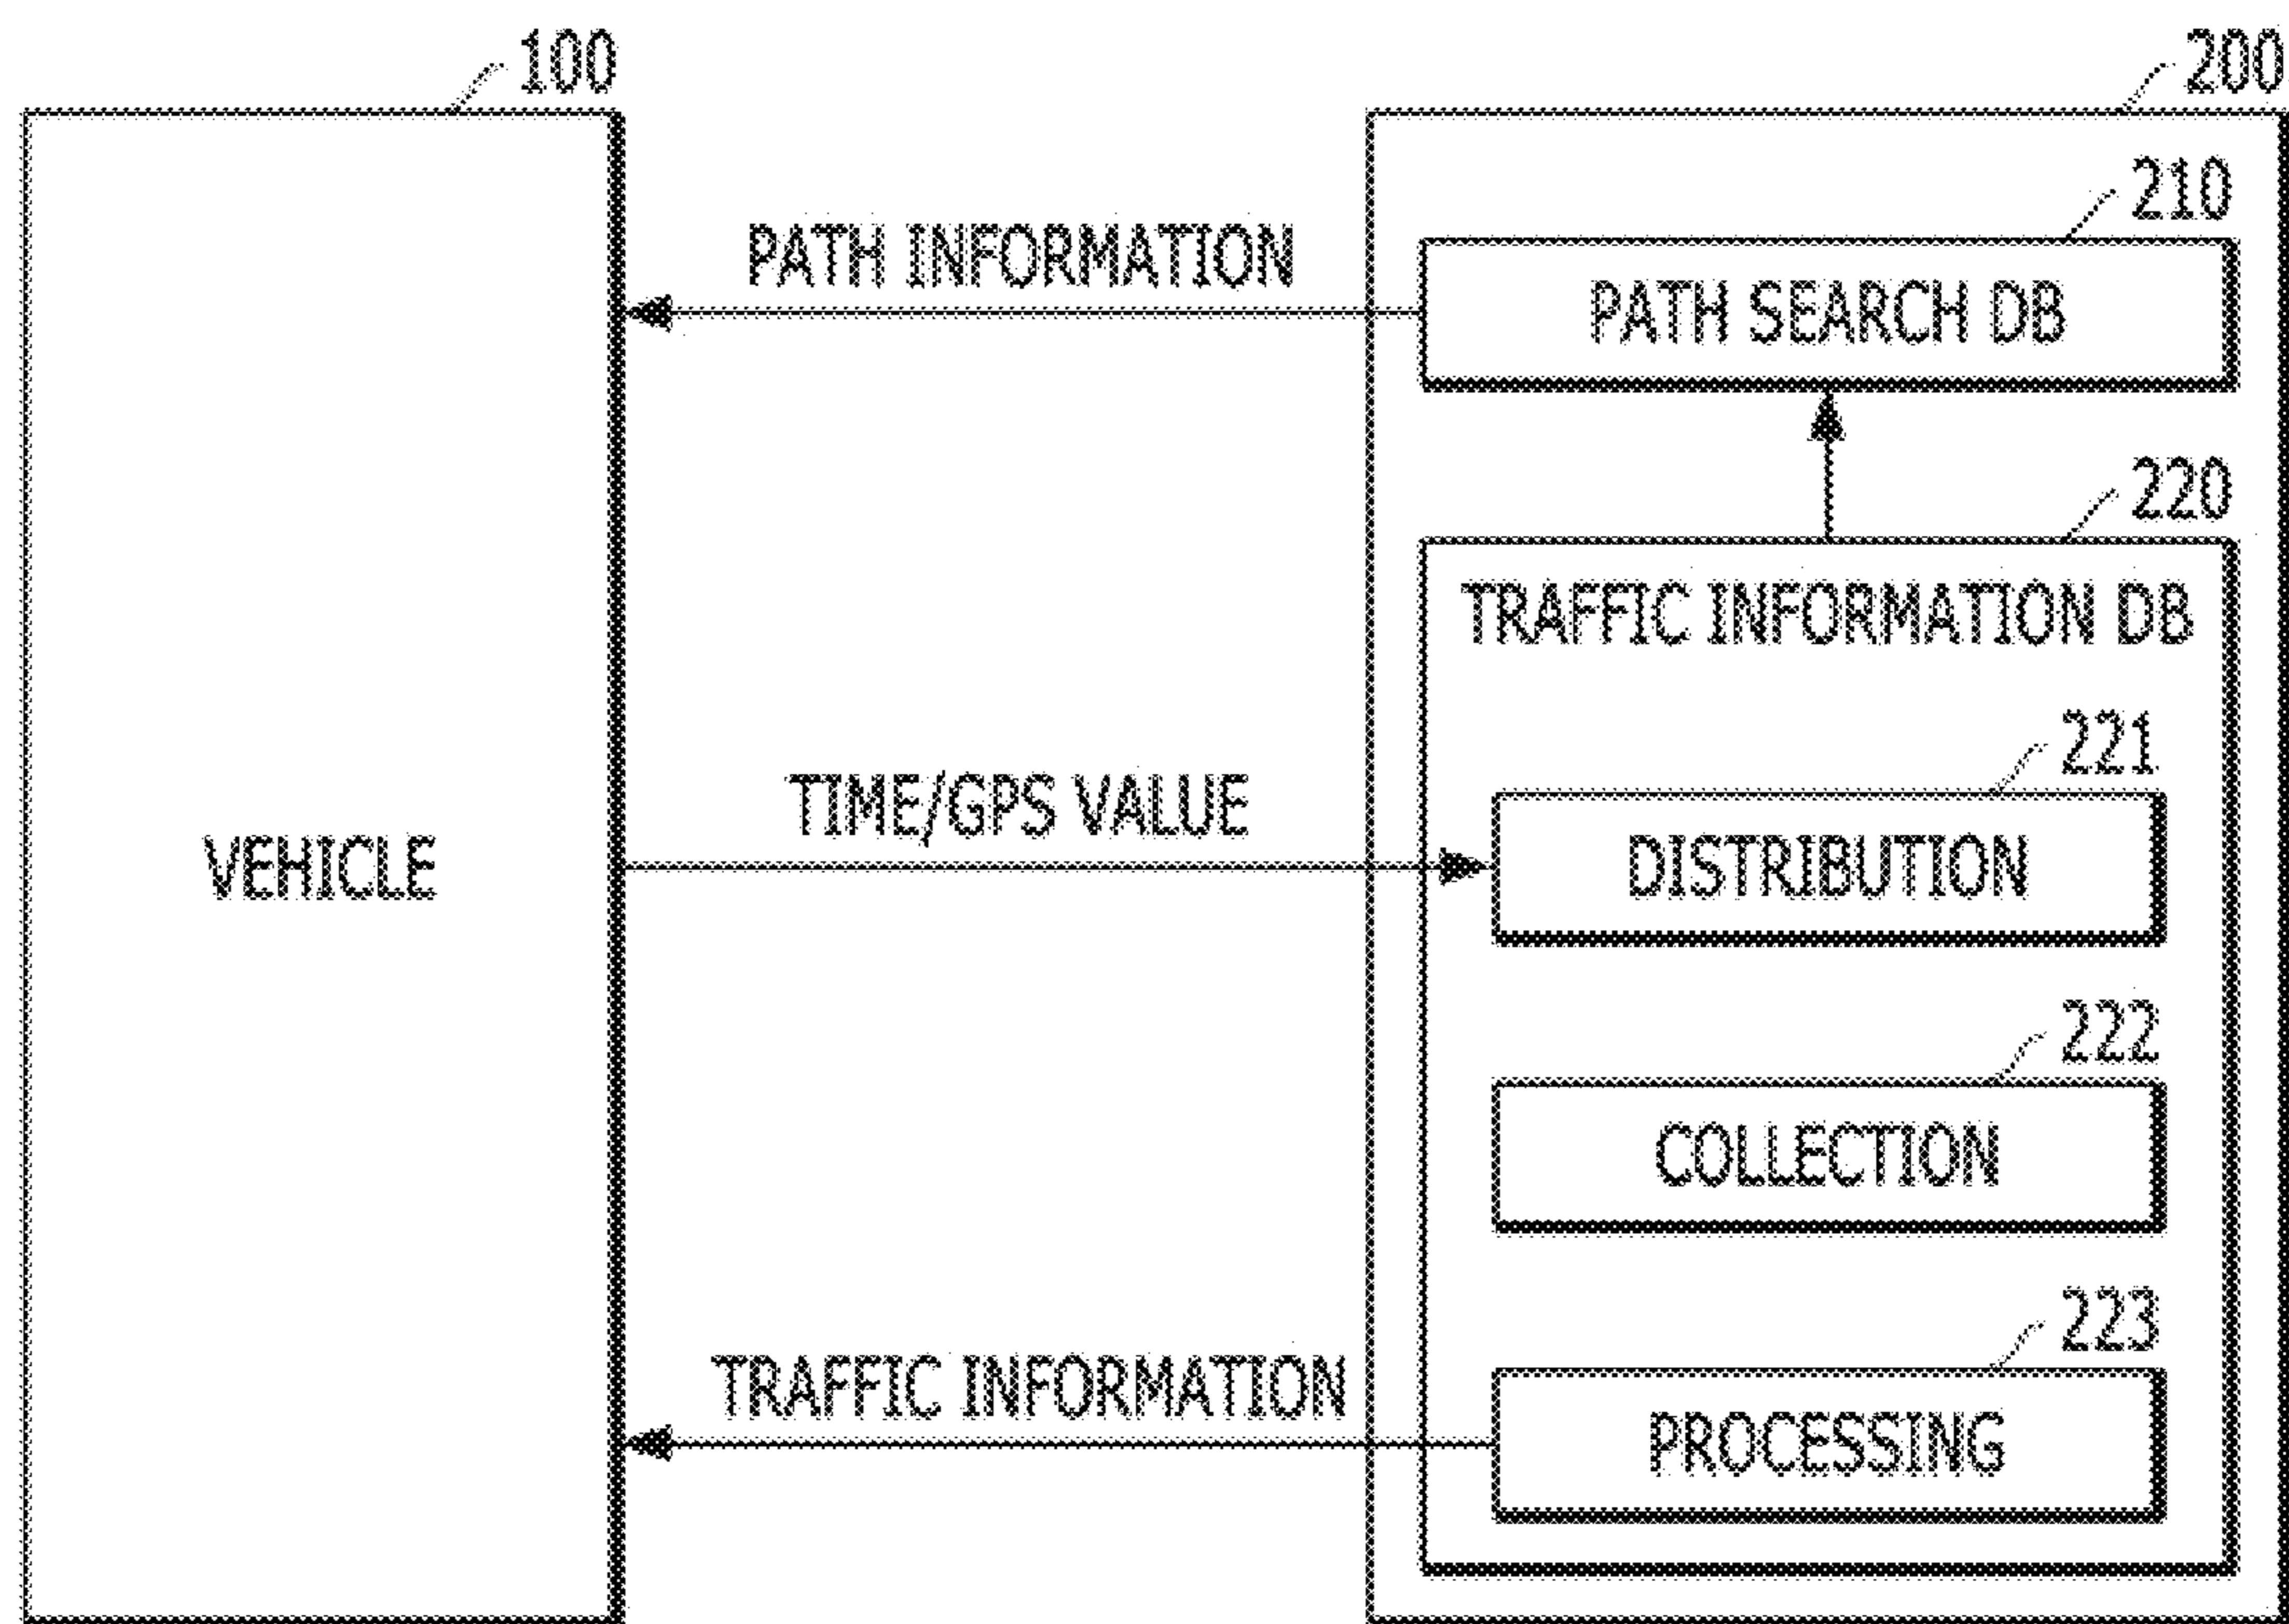 100
200
210
PATH INFORMATION
PATH SEARCH DB
220
TRAFFIC INFORMATION DB
221
TIME/GPS VALUE
VEHICLE
DISTRIBUTION
222
COLLECTION
223
TRAFFIC INFORMATION
PROCESSING